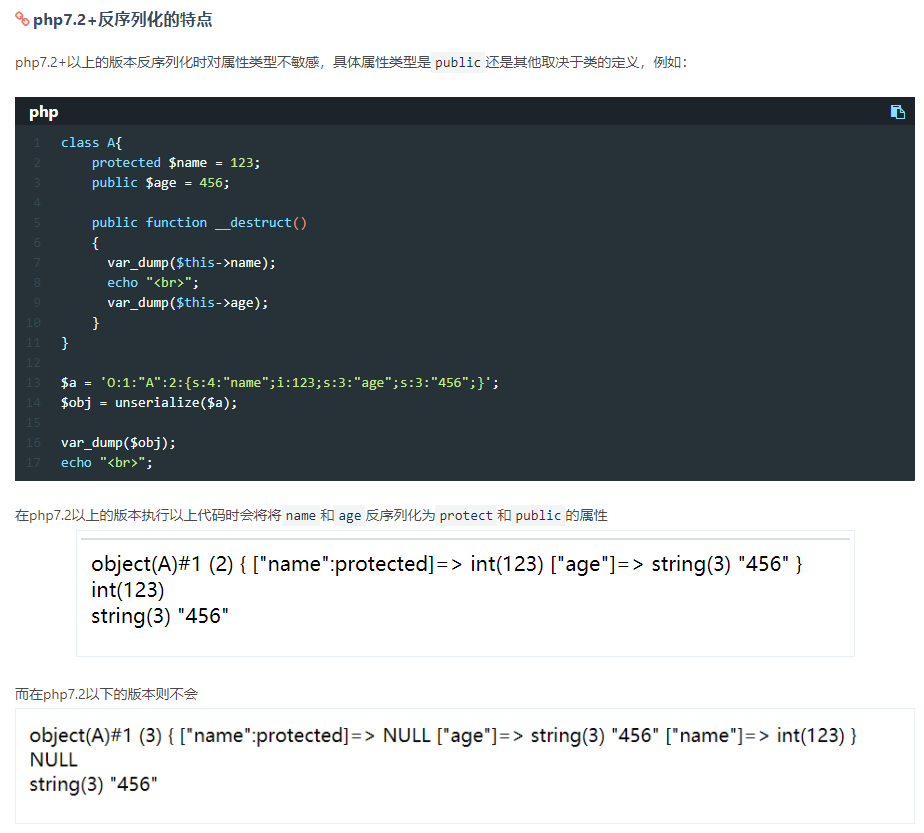 php7.2+反序列化的特点
php7.2+以上的版本反序列化时对属性类型不敏感，具体属性类型是 public 还是其他取决于类的定义，例如：
php
1 class A{
2     protected $name = 123;
3     public $age = 456;
4
5     public function __destruct()
6     {
7       var_dump($this->name);
8       echo "<br>";
9       var_dump($this->age);
10     }
11 }
12
13 $a = 'O:1:"A":2:{s:4:"name";i:123;s:3:"age";s:3:"456";}';
14 $obj = unserialize($a);
15
16 var_dump($obj);
17 echo "<br>";
在php7.2以上的版本执行以上代码时会将将 name 和 age 反序列化为 protect 和 public 的属性
object(A)#1 (2) { ["name":protected]=> int(123) ["age"]=> string(3) "456" }
int(123)
string(3) "456"
而在php7.2以下的版本则不会
object(A)#1 (3) { ["name":protected]=> NULL ["age"]=> string(3) "456" ["name"]=> int(123) }
NULL
string(3) "456"